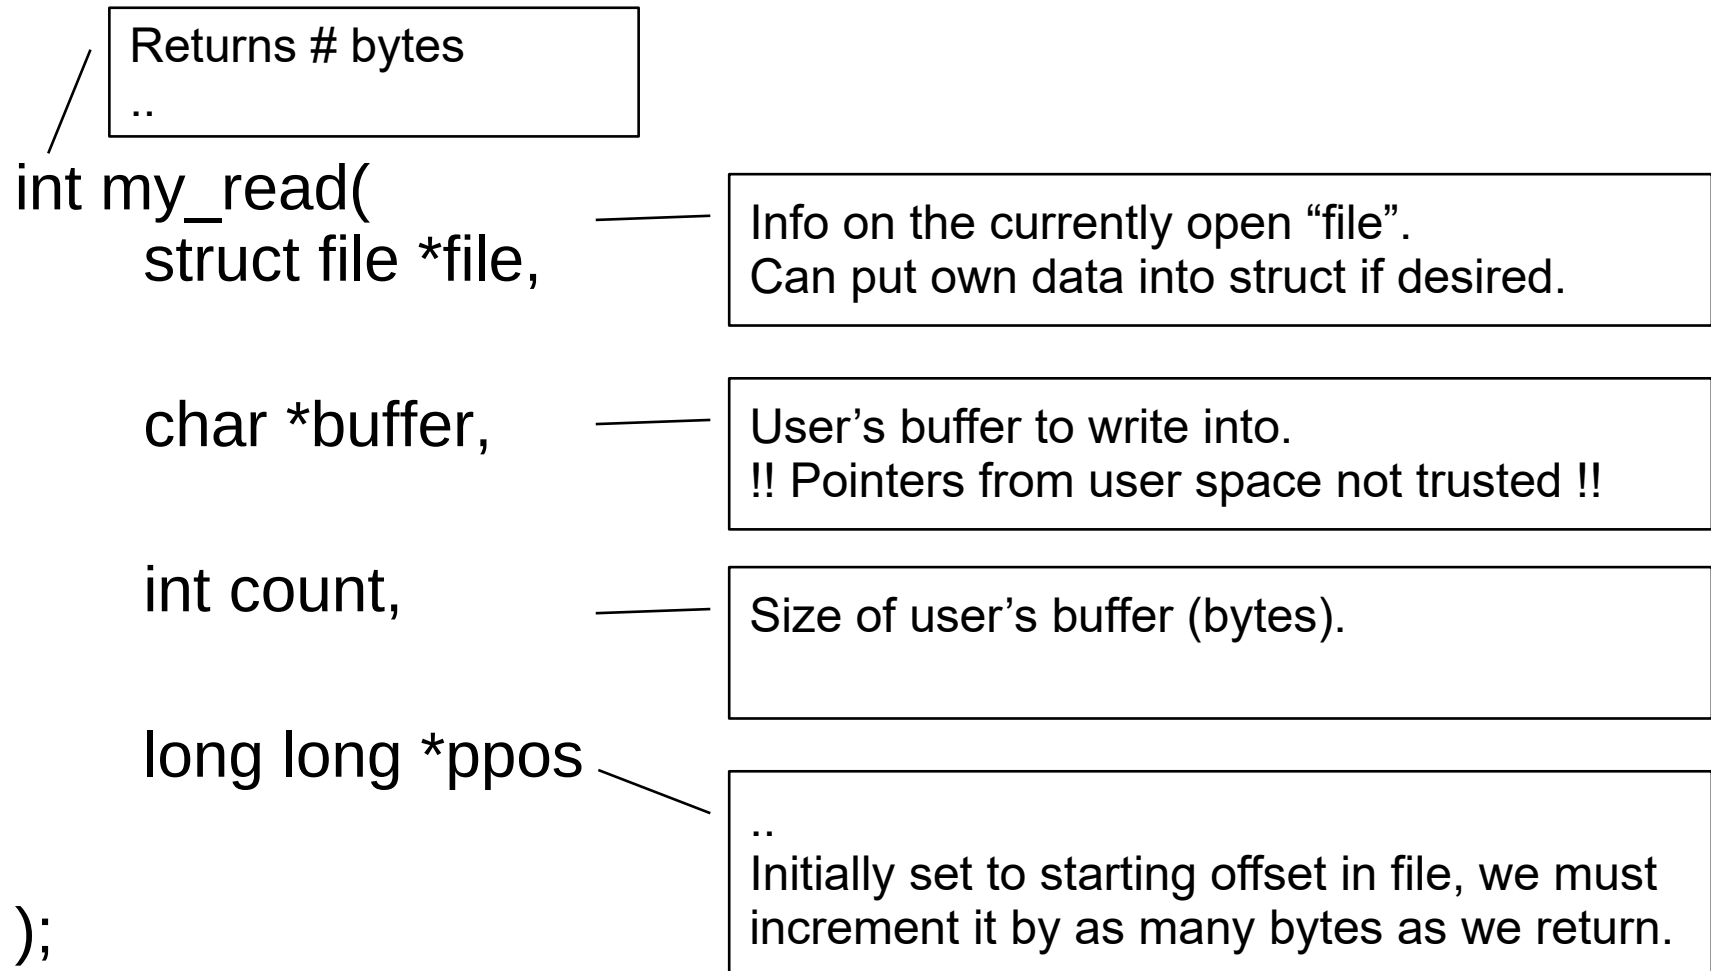 Returns # bytes
..
int my_read(
struct file *file,
Info on the currently open “file”.
Can put own data into struct if desired.
char *buffer,
User’s buffer to write into.
!! Pointers from user space not trusted !!
int count,
Size of user’s buffer (bytes).
long long *ppos
..
Initially set to starting offset in file, we must
increment it by as many bytes as we return.
);